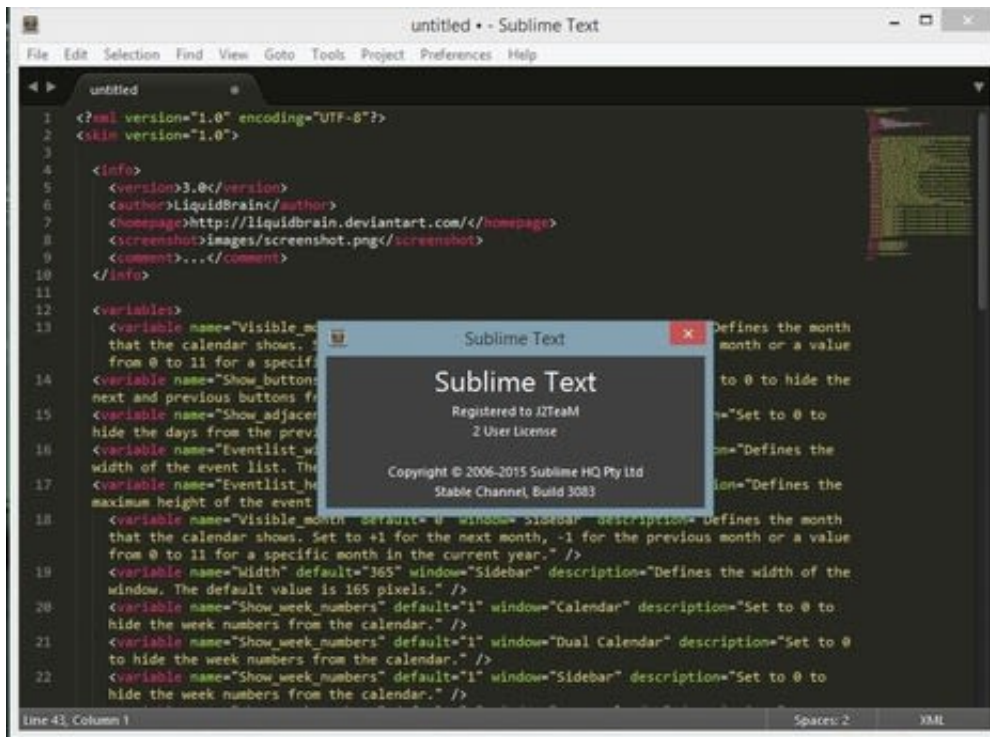 untitled • - Sublime Text
File Edit Selection Find View Goto Tools Project Preferences Help
untitled
1 <?xml version="1.0" encoding="UTF-8"?>
2 <skin version="1.0">
3
4 <info>
5 <version>3.0</version>
6 <author>LiquidBrain</author>
7 <homepage>http://liquidbrain.deviantart.com/</homepage>
8 <screenshot>images/screenshot.png</screenshot>
9 <comment>...</comment>
10 </info>
11
12 <variables>
13 <variable name="Visible_mo Defines the month
that the calendar shows. month or a value
from 0 to 11 for a specif
14 <variable name="Show_buttons to 0 to hide the
next and previous buttons fr
15 <variable name="Show_adjacen ="Set to 0 to
hide the days from the previ
16 <variable name="Eventlist_wi on="Defines the
width of the event list. The
17 <variable name="Eventlist_he ion="Defines the
maximum height of the event
Sublime Text
Sublime Text
Registered to J2TeaM
2 User License
Copyright © 2006-2015 Sublime HQ Pty Ltd
Stable Channel, Build 3083
18 <variable name="Visible_month" default="0" window="Sidebar" description="Defines the month
that the calendar shows. Set to +1 for the next month, -1 for the previous month or a value
from 0 to 11 for a specific month in the current year." />
19 <variable name="Width" default="365" window="Sidebar" description="Defines the width of the
window. The default value is 165 pixels." />
20 <variable name="Show_week_numbers" default="1" window="Calendar" description="Set to 0 to
hide the week numbers from the calendar." />
21 <variable name="Show_week_numbers" default="1" window="Dual Calendar" description="Set to 0
to hide the week numbers from the calendar." />
22 <variable name="Show_week_numbers" default="1" window="Sidebar" description="Set to 0 to
hide the week numbers from the calendar." />
Line 43, Column 1 Spaces: 2 XML